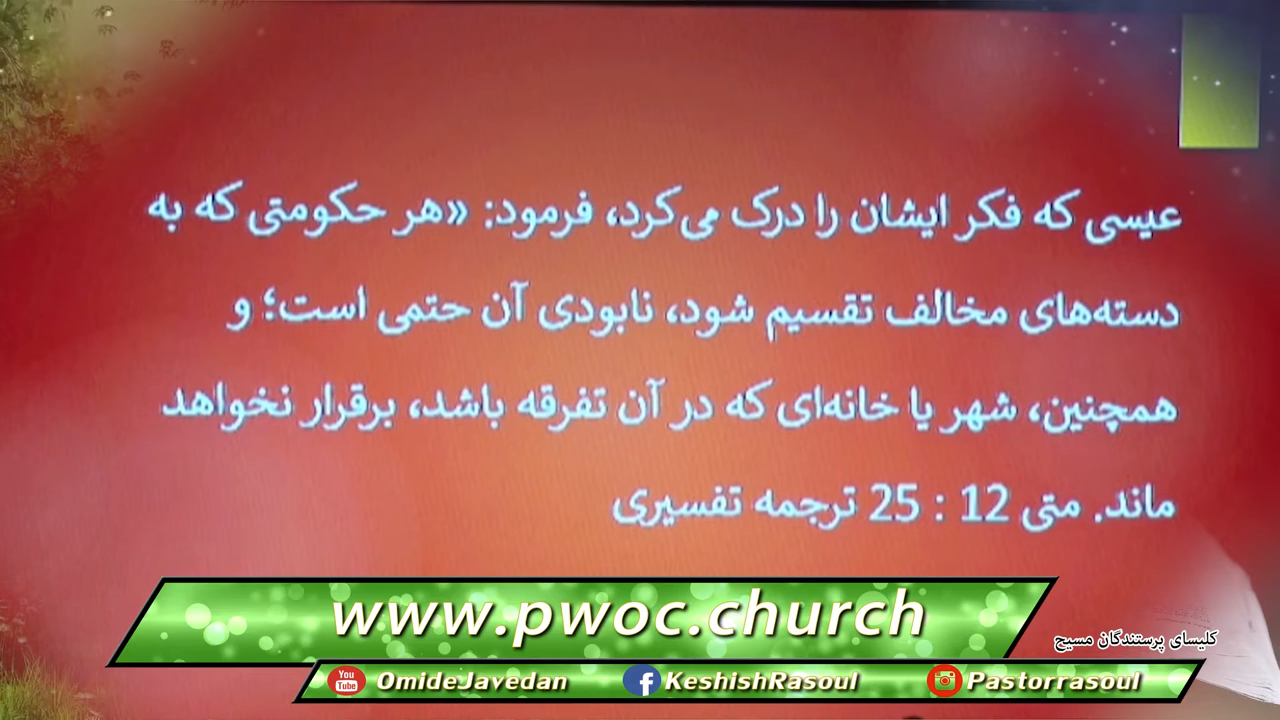 عیسی که فکر ایشان را درک می‌کرد، فرمود: «هر حکومتی که به
دسته‌های مخالف تقسیم شود، نابودی آن حتمی است؛ و
همچنین، شهر یا خانه‌ای که در آن تفرقه باشد، برقرار نخواهد
ماند. متی 12 : 25 ترجمه تفسیری
www.pwoc.church
کلیسای پرستندگان مسیح
You Tube OmideJavedan KeshishRasoul Pastorrasoul